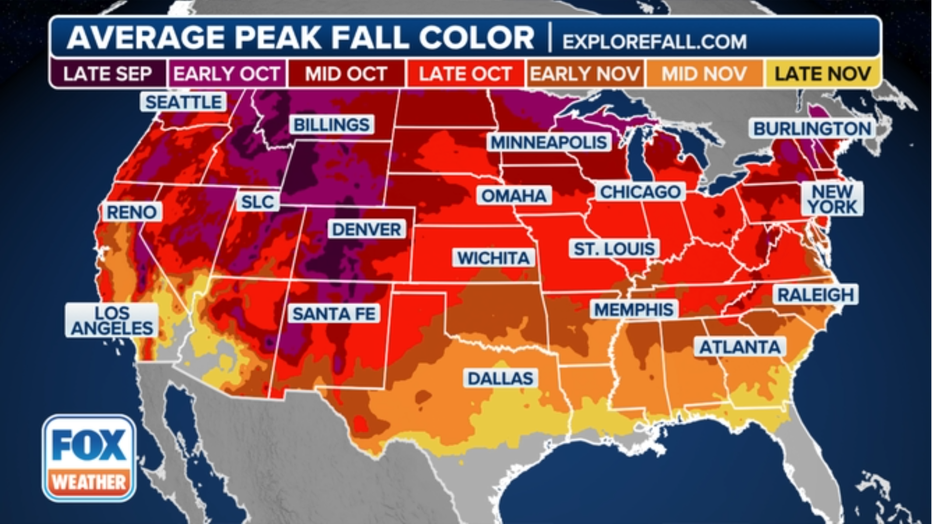 AVERAGE PEAK FALL COLOR | EXPLOREFALL.COM
LATE SEP EARLY OCT MID OCT LATE OCT EARLY NOV MID NOV LATE NOV
SEATTLE
BILLINGS
MINNEAPOLIS
BURLINGTON
RENO
SLC
OMAHA
CHICAGO
NEW
YORK
DENVER
WICHITA
ST. LOUIS
LOS
ANGELES
SANTA FE
MEMPHIS
RALEIGH
ATLANTA
DALLAS
FOX
WEATHER